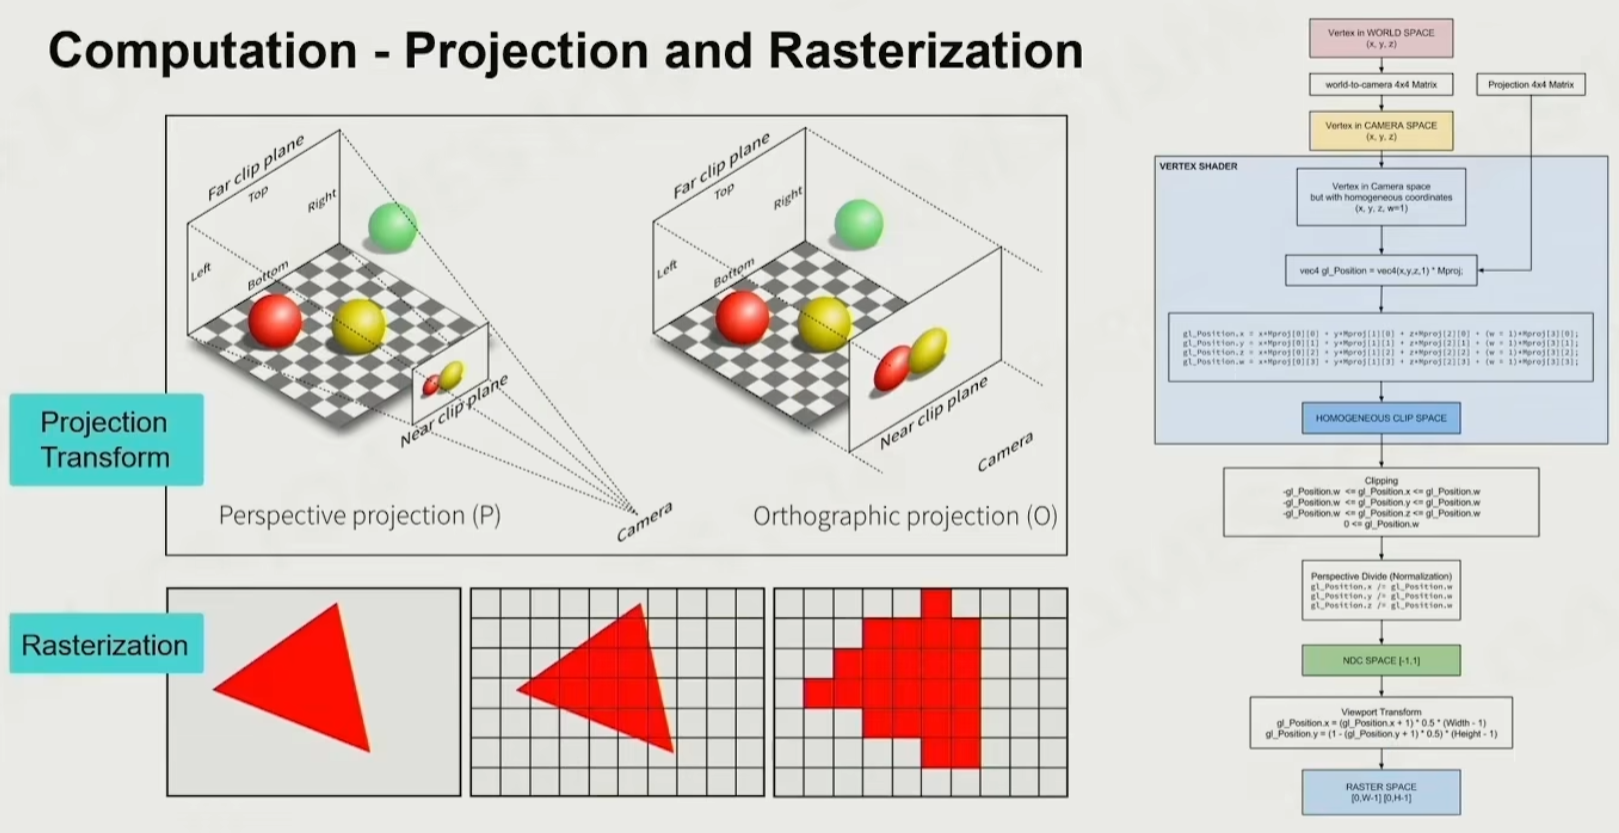 Computation - Projection and Rasterization
Far clip plane
Top
Right
Left
Bottom
Near clip plane
Camera
Perspective projection (P)
Far clip plane
Top
Right
Left
Bottom
Near clip plane
Camera
Orthographic projection (O)
Projection
Transform
Rasterization
Vertex in WORLD SPACE
(x, y, z)
world-to-camera 4x4 Matrix
Projection 4x4 Matrix
Vertex in CAMERA SPACE
(x, y, z)
VERTEX SHADER
Vertex in Camera space
but with homogeneous coordinates
(x, y, z, w=1)
vec4 gl_Position = vec4(x,y,z,1) * Mproj;
gl_Position.x = x*Mproj[0][0] + y*Mproj[1][0] + z*Mproj[2][0] + (w = 1)*Mproj[3][0];
gl_Position.y = x*Mproj[0][1] + y*Mproj[1][1] + z*Mproj[2][1] + (w = 1)*Mproj[3][1];
gl_Position.z = x*Mproj[0][2] + y*Mproj[1][2] + z*Mproj[2][2] + (w = 1)*Mproj[3][2];
gl_Position.w = x*Mproj[0][3] + y*Mproj[1][3] + z*Mproj[2][3] + (w = 1)*Mproj[3][3];
HOMOGENEOUS CLIP SPACE
Clipping
-gl_Position.w <= gl_Position.x <= gl_Position.w
-gl_Position.w <= gl_Position.y <= gl_Position.w
-gl_Position.w <= gl_Position.z <= gl_Position.w
0 <= gl_Position.w
Perspective Divide (Normalization)
gl_Position.x /= gl_Position.w
gl_Position.y /= gl_Position.w
gl_Position.z /= gl_Position.w
NDC SPACE [-1,1]
Viewport Transform
gl_Position.x = (gl_Position.x + 1) * 0.5 * (Width - 1)
gl_Position.y = (1 - (gl_Position.y + 1) * 0.5) * (Height - 1)
RASTER SPACE
[0,W-1] [0,H-1]